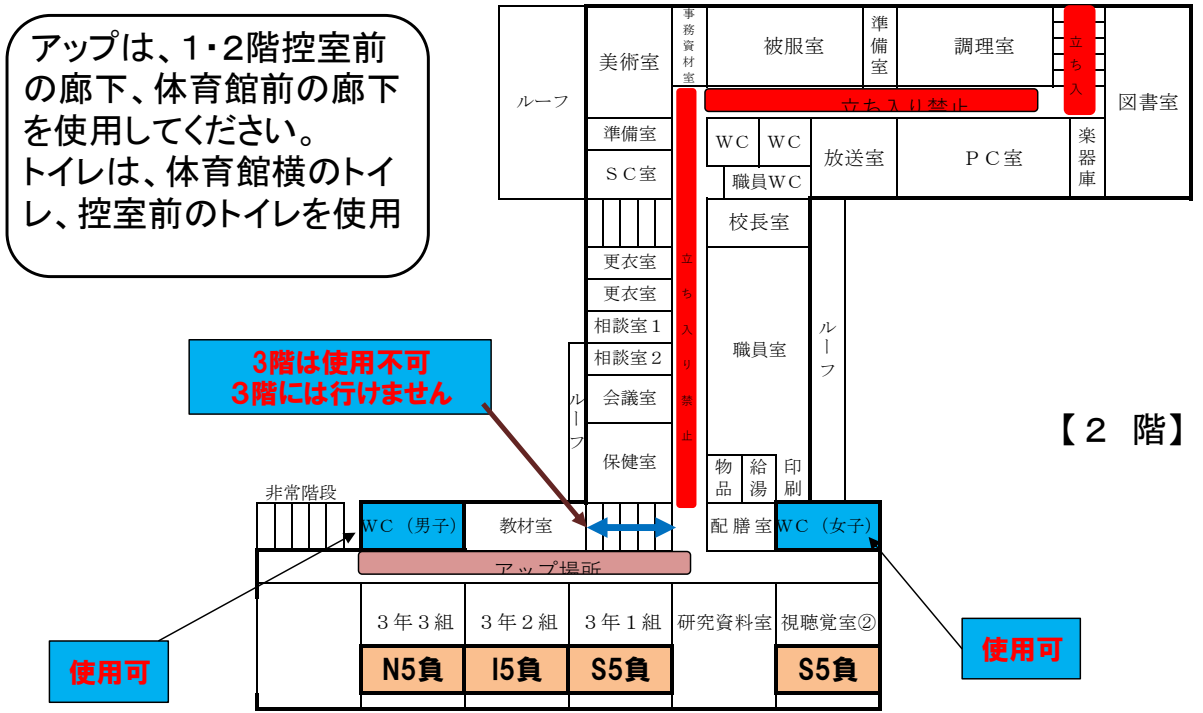 アップは、1・2階控室前
の廊下、体育館前の廊下
を使用してください。
トイレは、体育館横のトイ
レ、控室前のトイレを使用
ルーフ
美術室
事務資材室
被服室
準備室
調理室
立ち入
図書室
立ち入り禁止
準備室
SC室
WC
WC
職員WC
放送室
PC室
楽器庫
校長室
更衣室
更衣室
相談室1
相談室2
会議室
保健室
立ち入り禁止
職員室
ルーフ
ルーフ
3階は使用不可
3階には行けません
【2 階】
物品
給湯
印刷
非常階段
WC（男子）
教材室
配膳室
WC（女子）
アップ場所
3年3組
3年2組
3年1組
研究資料室
視聴覚室②
使用可
N5負
I5負
S5負
S5負
使用可